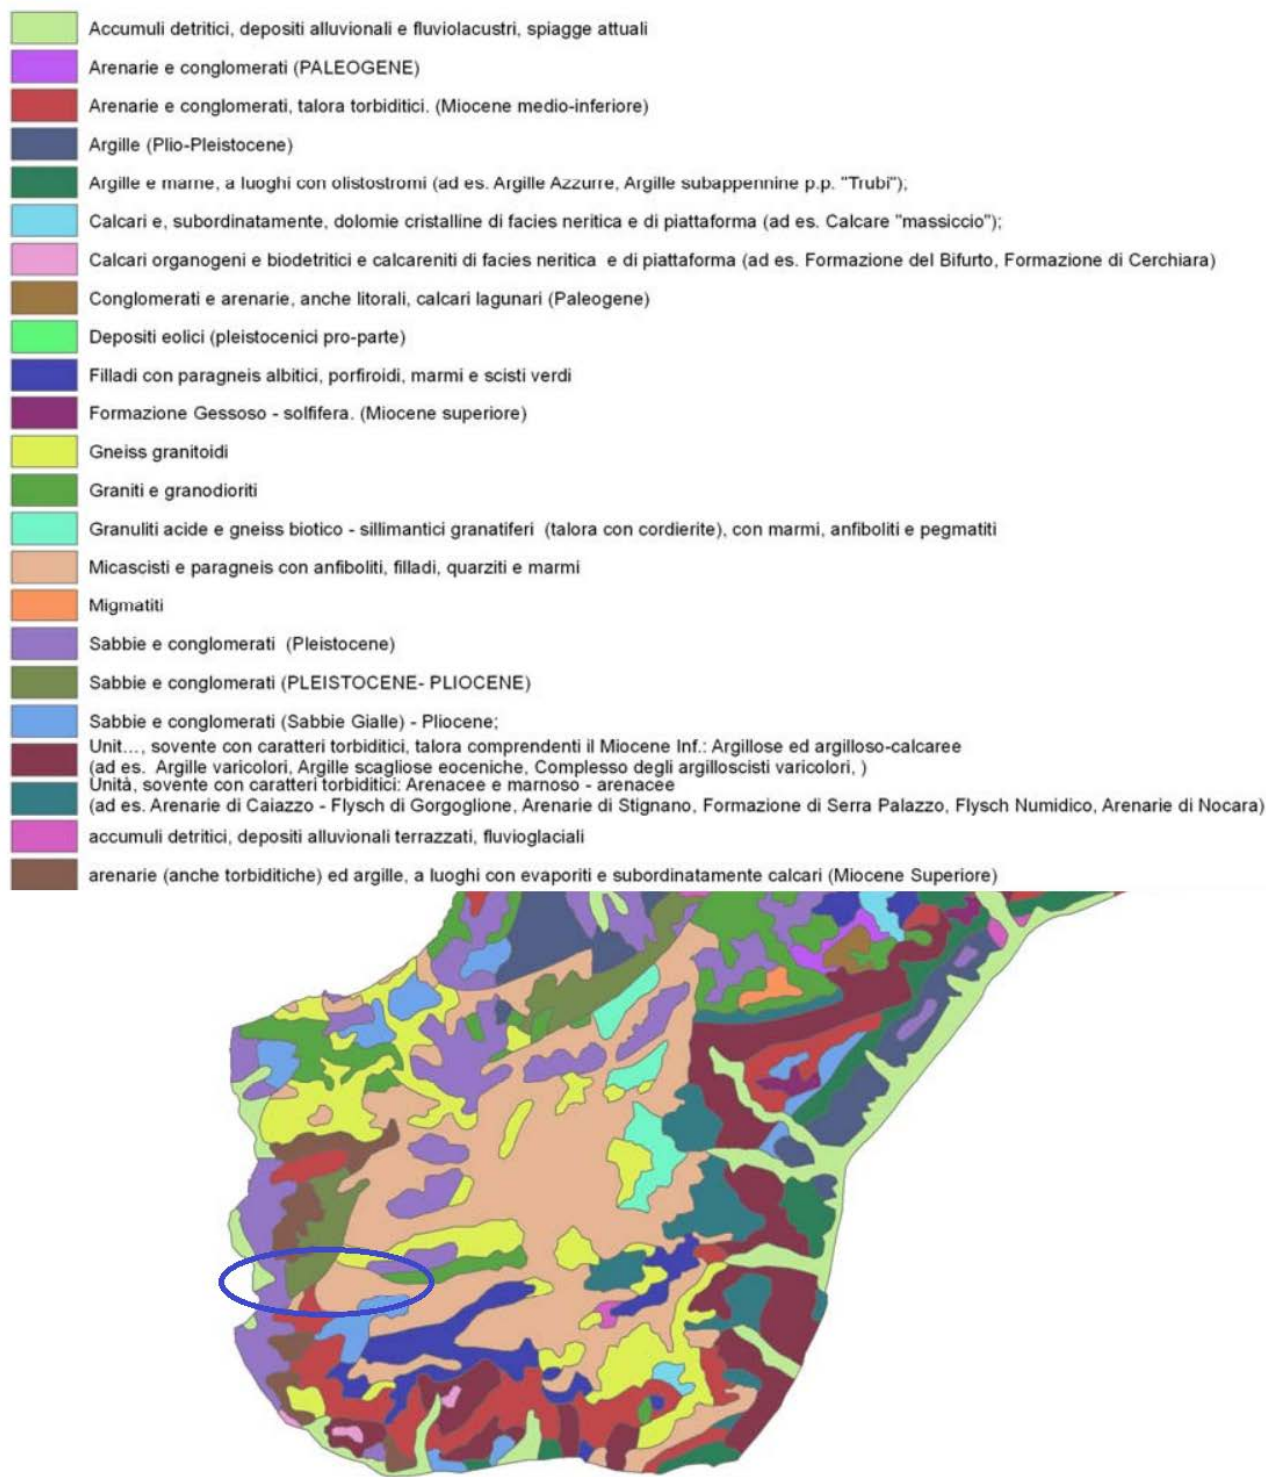 Accumuli detritici, depositi alluvionali e fluviolacustri, spiagge attuali
Arenarie e conglomerati (PALEOGENE)
Arenarie e conglomerati, talora torbiditici. (Miocene medio-inferiore)
Argille (Plio-Pleistocene)
Argille e marne, a luoghi con olistostromi (ad es. Argille Azzurre, Argille subappennine p.p. "Trubi");
Calcari e, subordinatamente, dolomie cristalline di facies neritica e di piattaforma (ad es. Calcare "massiccio");
Calcari organogeni e biodetritici e calcareniti di facies neritica e di piattaforma (ad es. Formazione del Bifurto, Formazione di Cerchiara)
Conglomerati e arenarie, anche litorali, calcari lagunari (Paleogene)
Depositi eolici (pleistocenici pro-parte)
Filladi con paragneis albitici, porfiroidi, marmi e scisti verdi
Formazione Gessoso - solfifera. (Miocene superiore)
Gneiss granitoidi
Graniti e granodioriti
Granuliti acide e gneiss biotico - sillimantici granatiferi (talora con cordierite), con marmi, anfiboliti e pegmatiti
Micascisti e paragneis con anfiboliti, filladi, quarziti e marmi
Migmatiti
Sabbie e conglomerati (Pleistocene)
Sabbie e conglomerati (PLEISTOCENE- PLIOCENE)
Sabbie e conglomerati (Sabbie Gialle) - Pliocene;
Unit..., sovente con caratteri torbiditici, talora comprendenti il Miocene Inf.: Argillose ed argilloso-calcaree
(ad es. Argille varicolori, Argille scagliose eoceniche, Complesso degli argilloscisti varicolori, )
Unità, sovente con caratteri torbiditici: Arenacee e marnoso - arenacee
(ad es. Arenarie di Caiazzo - Flysch di Gorgoglione, Arenarie di Stignano, Formazione di Serra Palazzo, Flysch Numidico, Arenarie di Nocara)
accumuli detritici, depositi alluvionali terrazzati, fluvioglaciali
arenarie (anche torbiditiche) ed argille, a luoghi con evaporiti e subordinatamente calcari (Miocene Superiore)